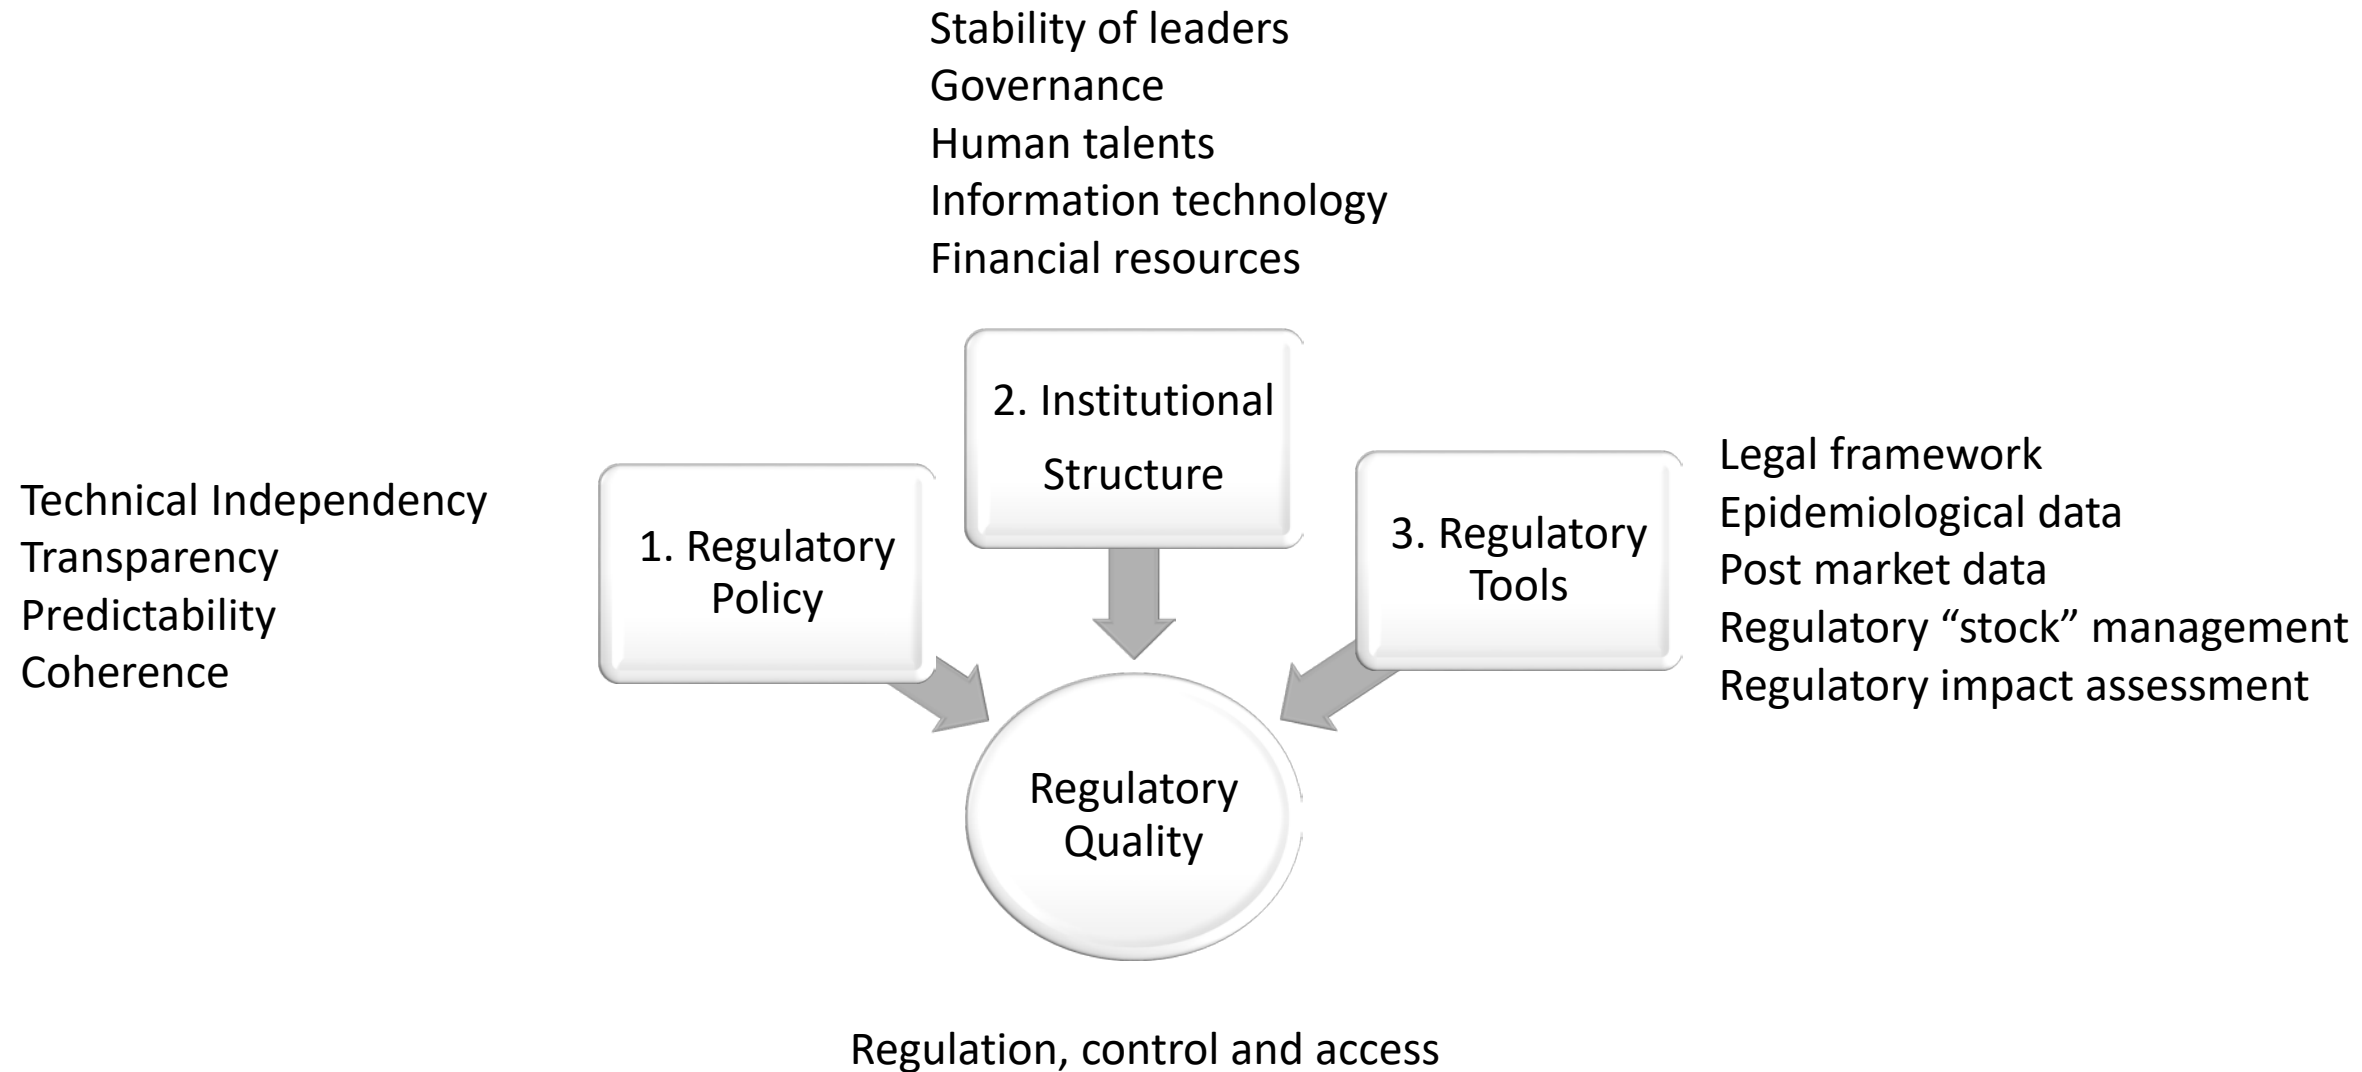 Stability of leaders
Governance
Human talents
Information technology
Financial resources
2. Institutional
Structure
Technical Independency
Transparency
Predictability
Coherence
1. Regulatory
Policy
3. Regulatory
Tools
Legal framework
Epidemiological data
Post market data
Regulatory “stock” management
Regulatory impact assessment
Regulatory
Quality
Regulation, control and access